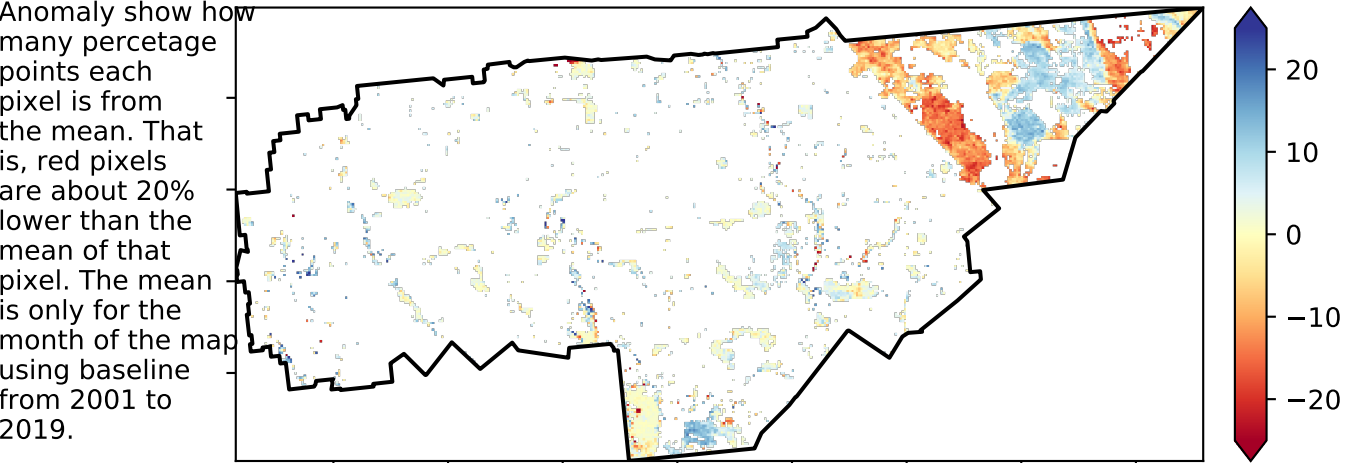 Anomaly show how
many percetage
points each
pixel is from
the mean. That
is, red pixels
are about 20%
lower than the
mean of that
pixel. The mean
is only for the
month of the map
using baseline
from 2001 to
2019.
20
10
0
−10
−20